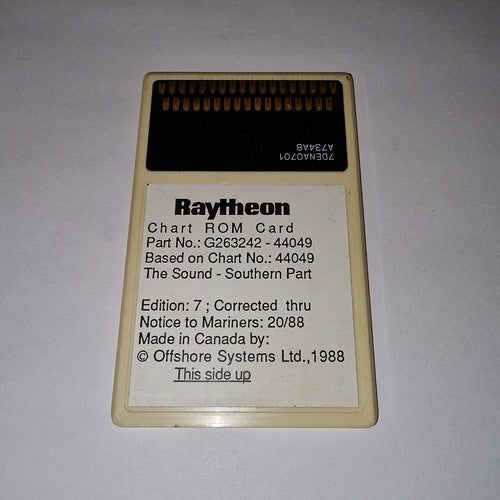 7DENA0701
A734AB
Raytheon
Chart ROM Card
Part No.: G263242 - 44049
Based on Chart No.: 44049
The Sound - Southern Part
Edition: 7 ; Corrected thru
Notice to Mariners: 20/88
Made in Canada by:
© Offshore Systems Ltd.,1988
This side up